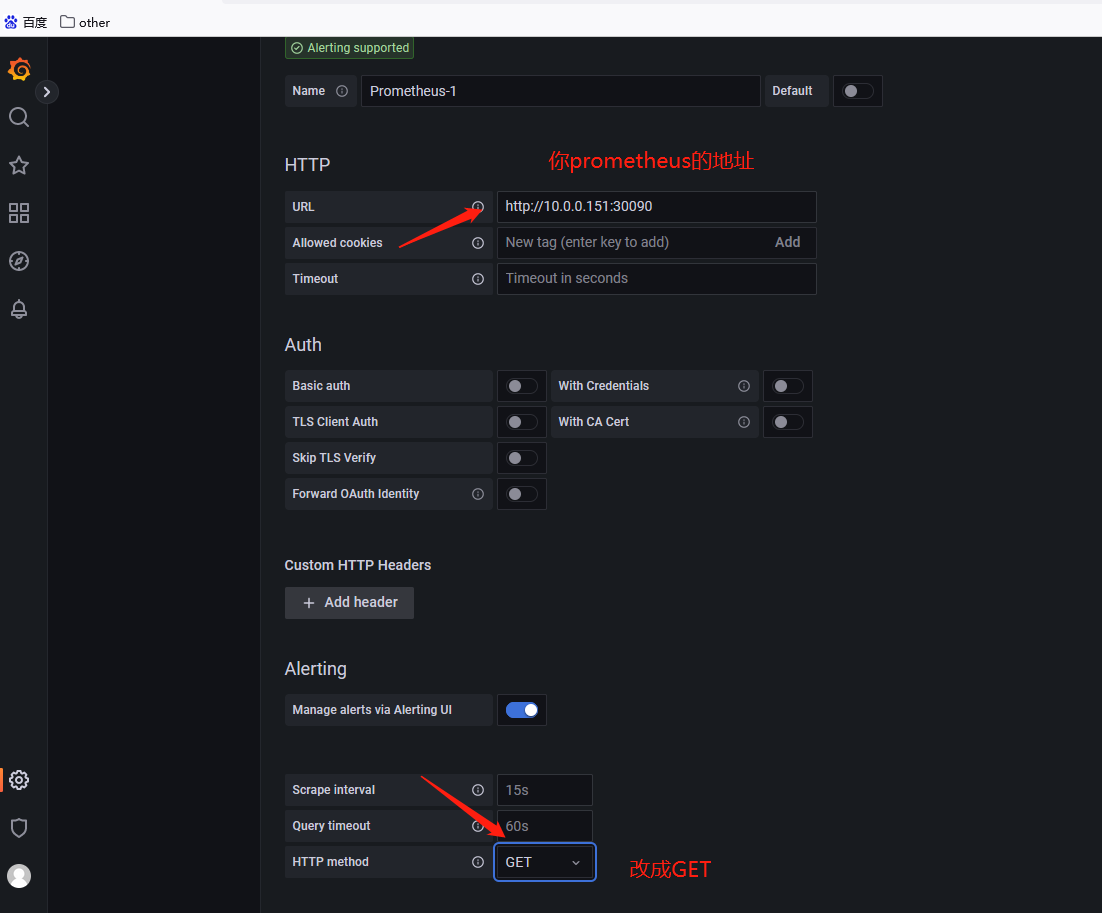 百度 other
Alerting supported
Name Prometheus-1 Default
HTTP 你prometheus的地址
URL http://10.0.0.151:30090
Allowed cookies New tag (enter key to add) Add
Timeout Timeout in seconds
Auth
Basic auth With Credentials
TLS Client Auth With CA Cert
Skip TLS Verify
Forward OAuth Identity
Custom HTTP Headers
+ Add header
Alerting
Manage alerts via Alerting UI
Scrape interval 15s
Query timeout 60s
HTTP method GET 改成GET